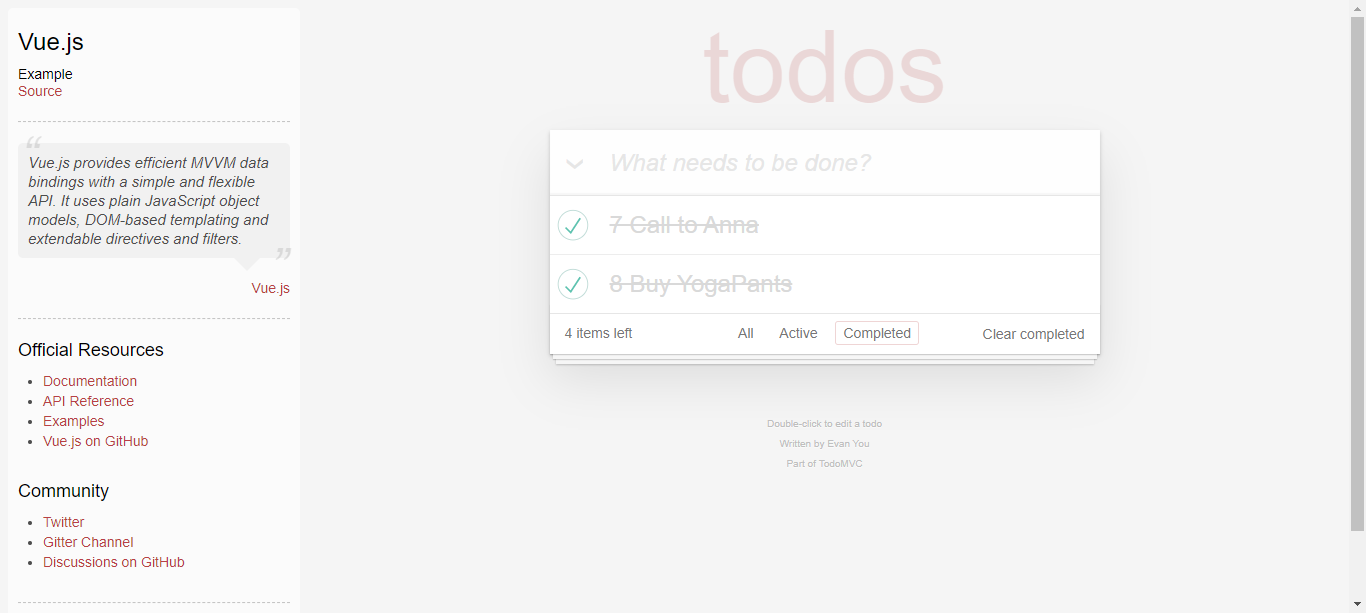 Vue.js
Example
Source
“
Vue.js provides efficient MVVM data
bindings with a simple and flexible
API. It uses plain JavaScript object
models, DOM-based templating and
extendable directives and filters.
”
Vue.js
Official Resources
Documentation
API Reference
Examples
Vue.js on GitHub
Community
Twitter
Gitter Channel
Discussions on GitHub
todos
What needs to be done?
7 Call to Anna
8 Buy YogaPants
4 items left All Active Completed Clear completed
Double-click to edit a todo
Written by Evan You
Part of TodoMVC